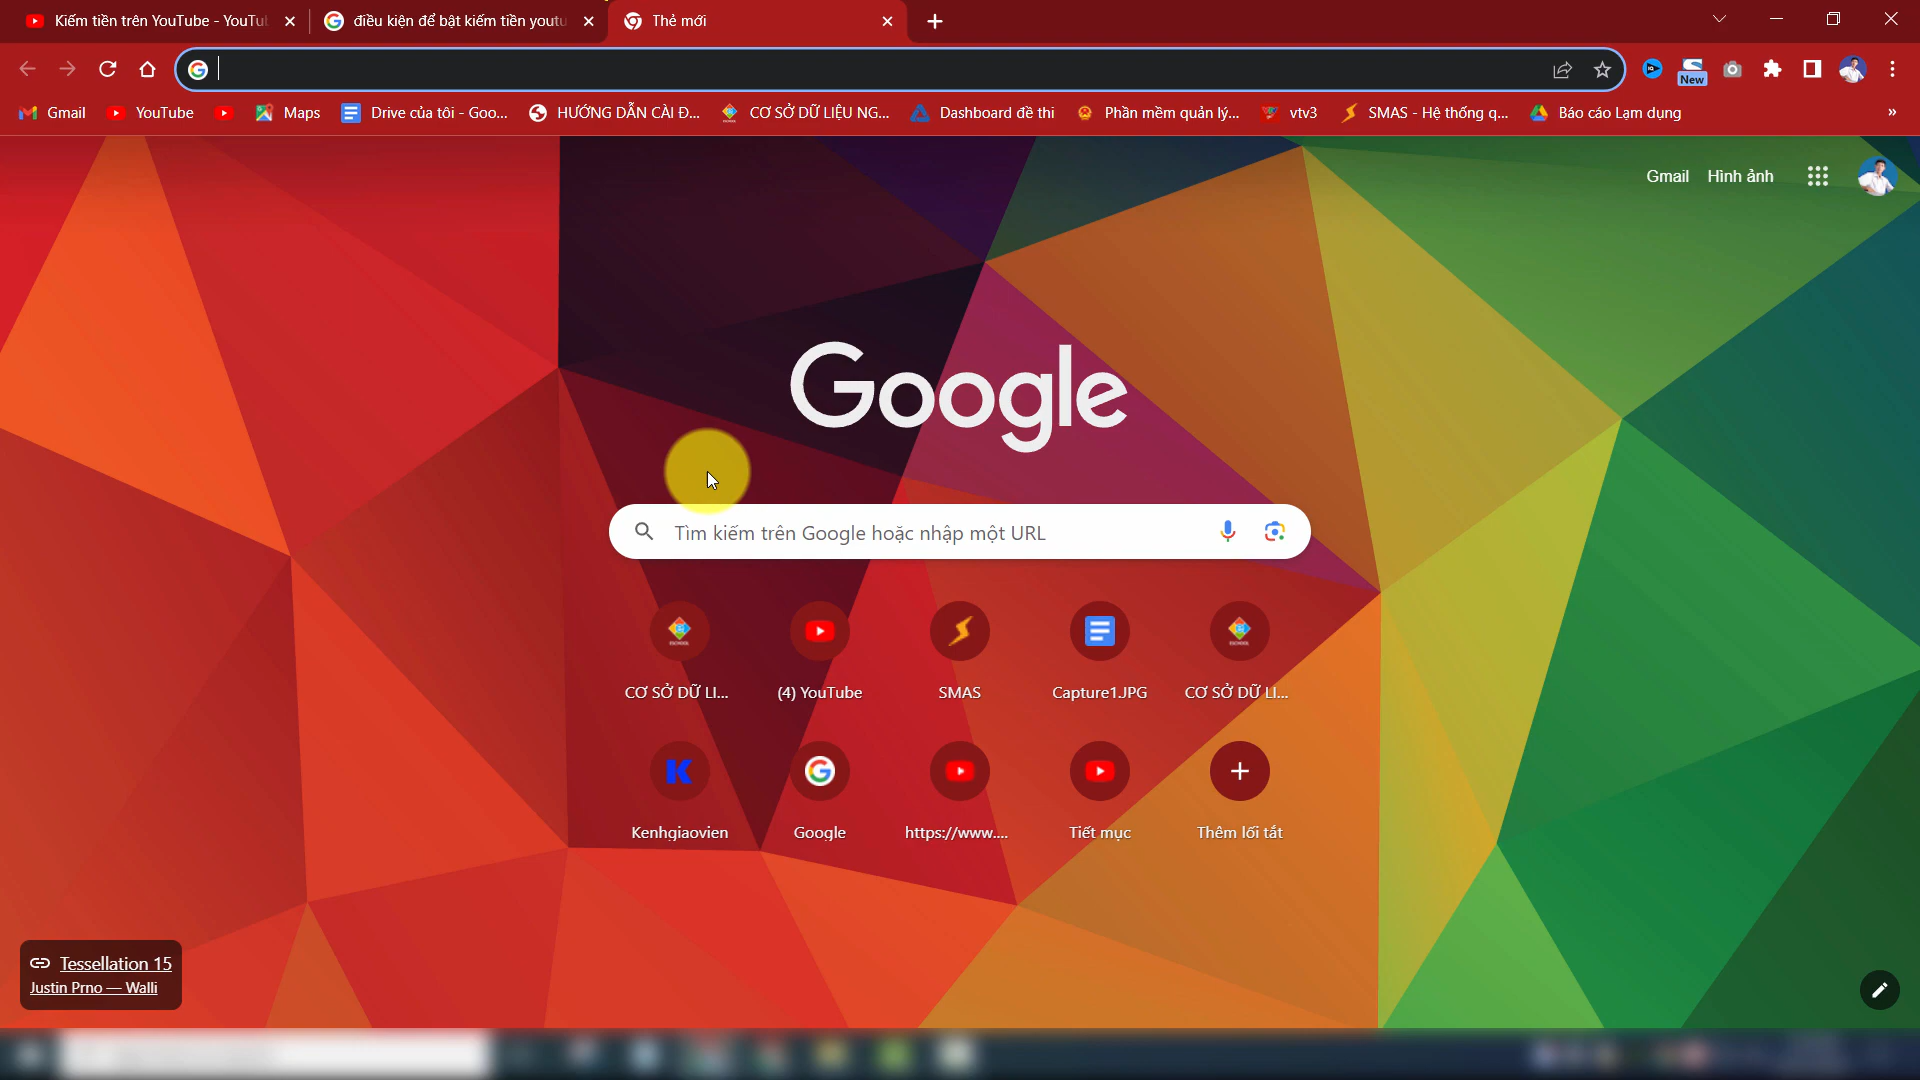 Kiếm tiền trên YouTube - YouTu
điều kiện để bật kiếm tiền youtu
Thẻ mới
New
Gmail
YouTube
Maps
Drive của tôi - Goo...
HƯỚNG DẪN CÀI Đ...
CƠ SỞ DỮ LIỆU NG...
Dashboard đề thi
Phần mềm quản lý...
vtv3
SMAS - Hệ thống q...
Báo cáo Lạm dụng
»
Gmail
Hình ảnh
Google
Tìm kiếm trên Google hoặc nhập một URL
CƠ SỞ DỮ LI...
(4) YouTube
SMAS
Capture1.JPG
CƠ SỞ DỮ LI...
Kenhgiaovien
Google
https://www....
Tiết mục
Thêm lối tắt
Tessellation 15
Justin Prno — Walli